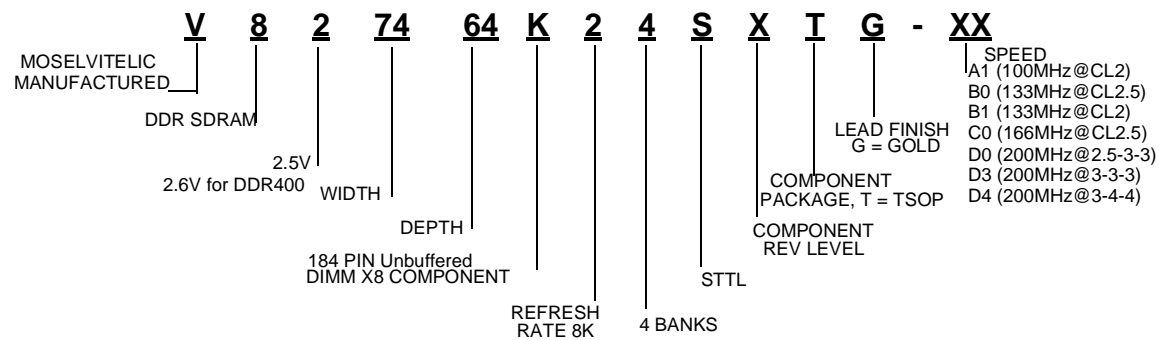 V 8 2 74 64 K 2 4 S X T G - XX
MOSELVITELIC
MANUFACTURED
DDR SDRAM
2.5V
2.6V for DDR400
WIDTH
DEPTH
184 PIN Unbuffered
DIMM X8 COMPONENT
REFRESH
RATE 8K
4 BANKS
STTL
COMPONENT
REV LEVEL
COMPONENT
PACKAGE, T = TSOP
LEAD FINISH
G = GOLD
SPEED
A1 (100MHz@CL2)
B0 (133MHz@CL2.5)
B1 (133MHz@CL2)
C0 (166MHz@CL2.5)
D0 (200MHz@2.5-3-3)
D3 (200MHz@3-3-3)
D4 (200MHz@3-4-4)